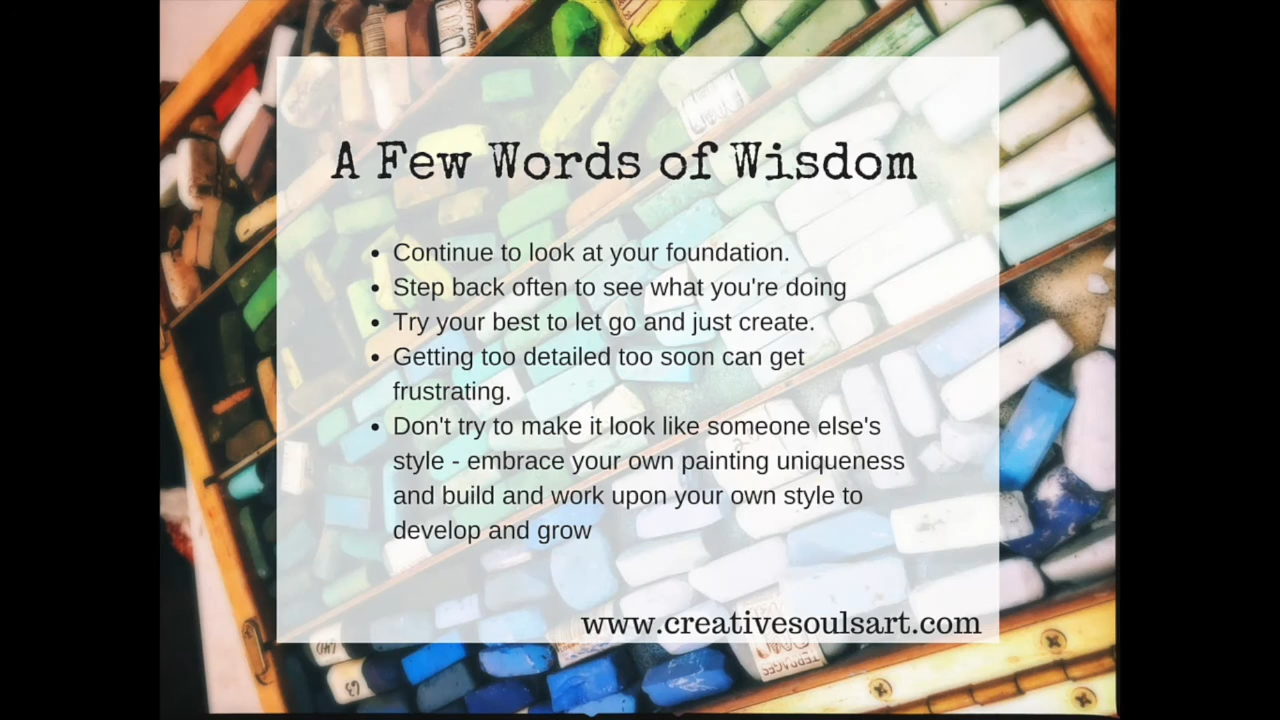 A Few Words of Wisdom
• Continue to look at your foundation.
• Step back often to see what you're doing
• Try your best to let go and just create.
• Getting too detailed too soon can get
frustrating.
• Don't try to make it look like someone else's
style - embrace your own painting uniqueness
and build and work upon your own style to
develop and grow
www.creativesoulsart.com